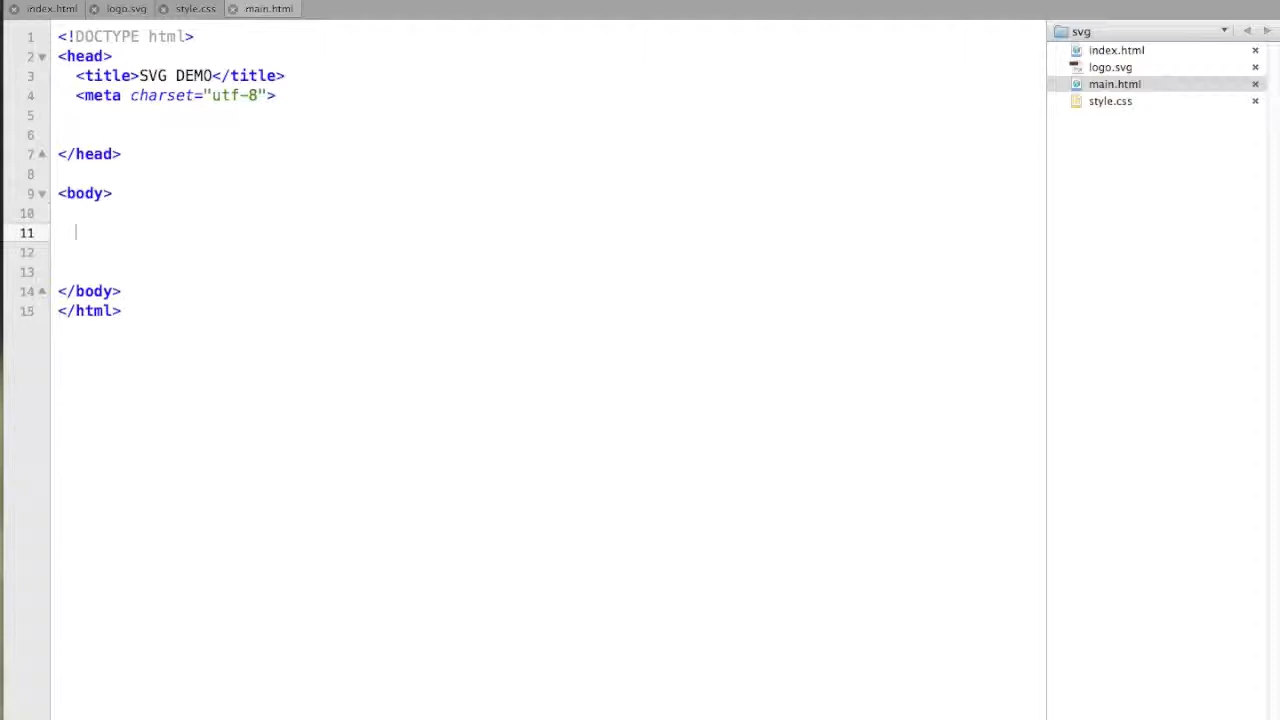 index.html logo.svg style.css main.html
1 <!DOCTYPE html>
2 <head>
3 <title>SVG DEMO</title>
4 <meta charset="utf-8">
5
6
7 </head>
8
9 <body>
10
11
12
13
14 </body>
15 </html>
svg
index.html
logo.svg
main.html
style.css